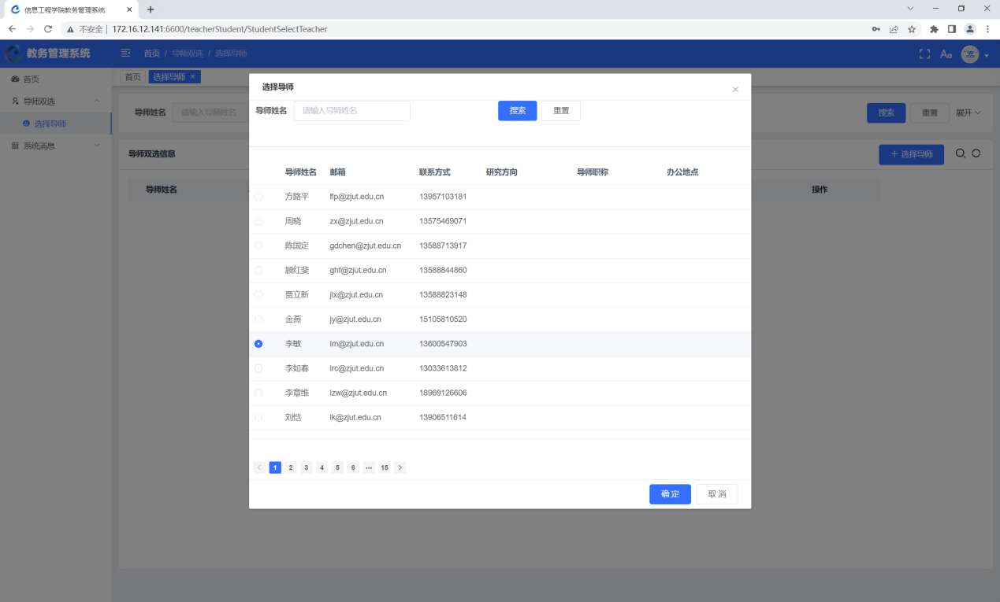 信息工程学院教务管理系统
不安全 | 172.16.12.141:6600/teacherStudent/StudentSelectTeacher
教务管理系统 首页 / 导师双选 / 选择导师
首页
导师双选
选择导师
系统消息
首页 选择导师 ×
导师姓名 请输入导师姓名 搜索 重置 展开
导师双选信息 + 选择导师
导师姓名 操作
选择导师
导师姓名 请输入导师姓名 搜索 重置
导师姓名 邮箱 联系方式 研究方向 导师职称 办公地点
方路平 flp@zjut.edu.cn 13957103181
周晓 zx@zjut.edu.cn 13575469071
陈国定 gdchen@zjut.edu.cn 13588713917
顾红斐 ghf@zjut.edu.cn 13588844860
贾立新 jlx@zjut.edu.cn 13588823148
金燕 jy@zjut.edu.cn 15105810520
李敏 lm@zjut.edu.cn 13600547903
李如春 lrc@zjut.edu.cn 13033613812
李章维 lzw@zjut.edu.cn 18969126606
刘恺 lk@zjut.edu.cn 13906511614
1 2 3 4 5 6 ··· 15
确定 取消